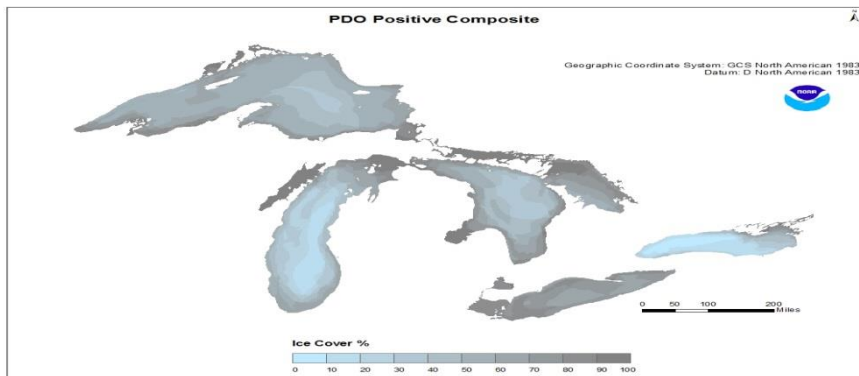 PDO Positive Composite
Geographic Coordinate System: GCS North American 1983
Datum: D North American 1983
NOAA
0 50 100 200
Miles
Ice Cover %
0 10 20 30 40 50 60 70 80 90 100